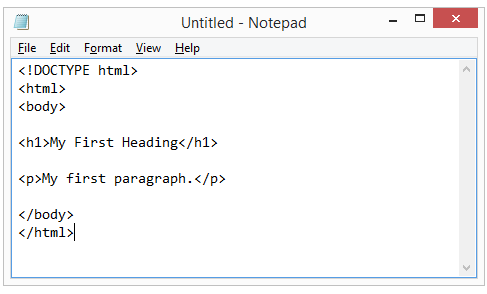 Untitled - Notepad
File Edit Format View Help
<!DOCTYPE html>
<html>
<body>
<h1>My First Heading</h1>
<p>My first paragraph.</p>
</body>
</html>